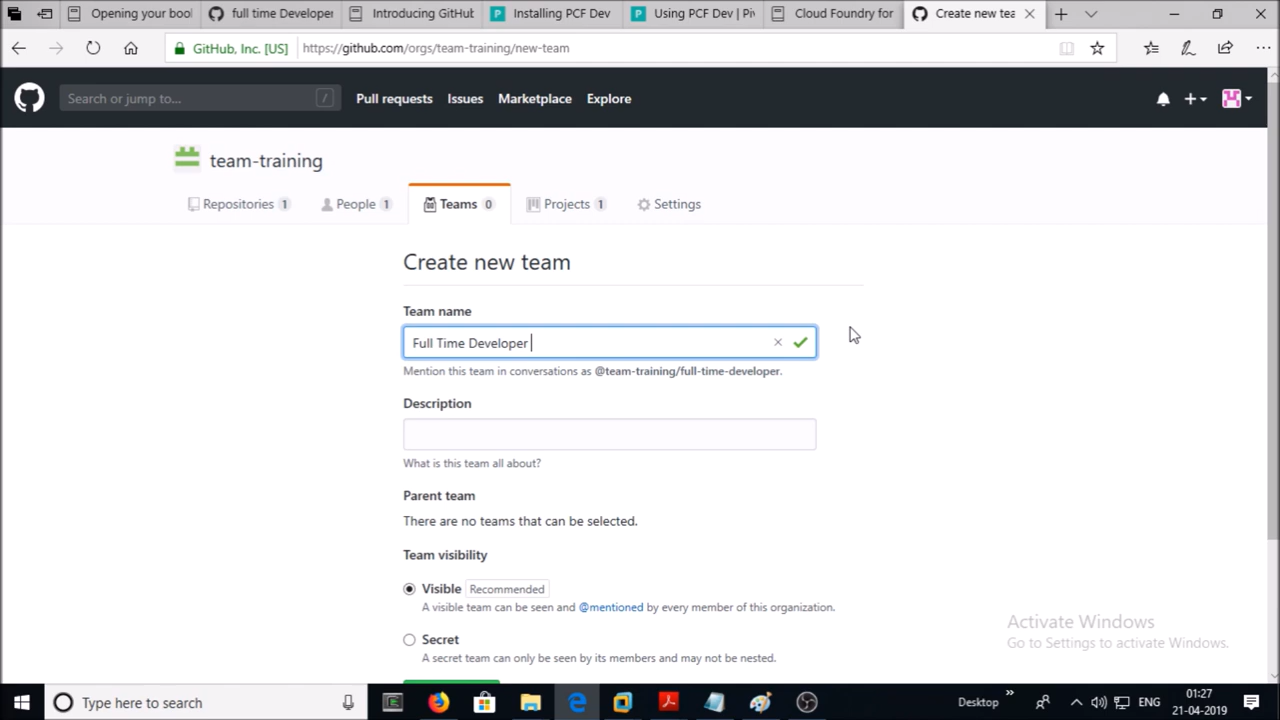 Opening your bool
full time Developer
Introducing GitHub
Installing PCF Dev
Using PCF Dev | Piv
Cloud Foundry for
Create new tea
GitHub, Inc. [US]
https://github.com/orgs/team-training/new-team
Search or jump to...
/
Pull requests
Issues
Marketplace
Explore
team-training
Repositories 1
People 1
Teams 0
Projects 1
Settings
Create new team
Team name
Full Time Developer
Mention this team in conversations as @team-training/full-time-developer.
Description
What is this team all about?
Parent team
There are no teams that can be selected.
Team visibility
Visible Recommended
A visible team can be seen and @mentioned by every member of this organization.
Secret
A secret team can only be seen by its members and may not be nested.
Activate Windows
Go to Settings to activate Windows.
Type here to search
Desktop
ENG
01:27
21-04-2019